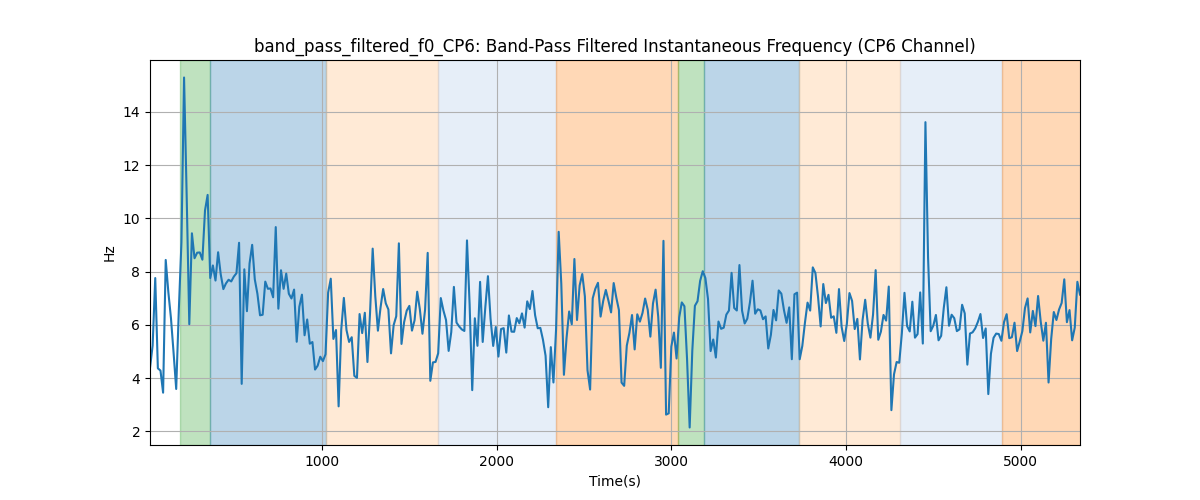 band_pass_filtered_f0_CP6: Band-Pass Filtered Instantaneous Frequency (CP6 Channel)
14
12
10
8
6
4
2
Hz
1000 2000 3000 4000 5000
Time(s)